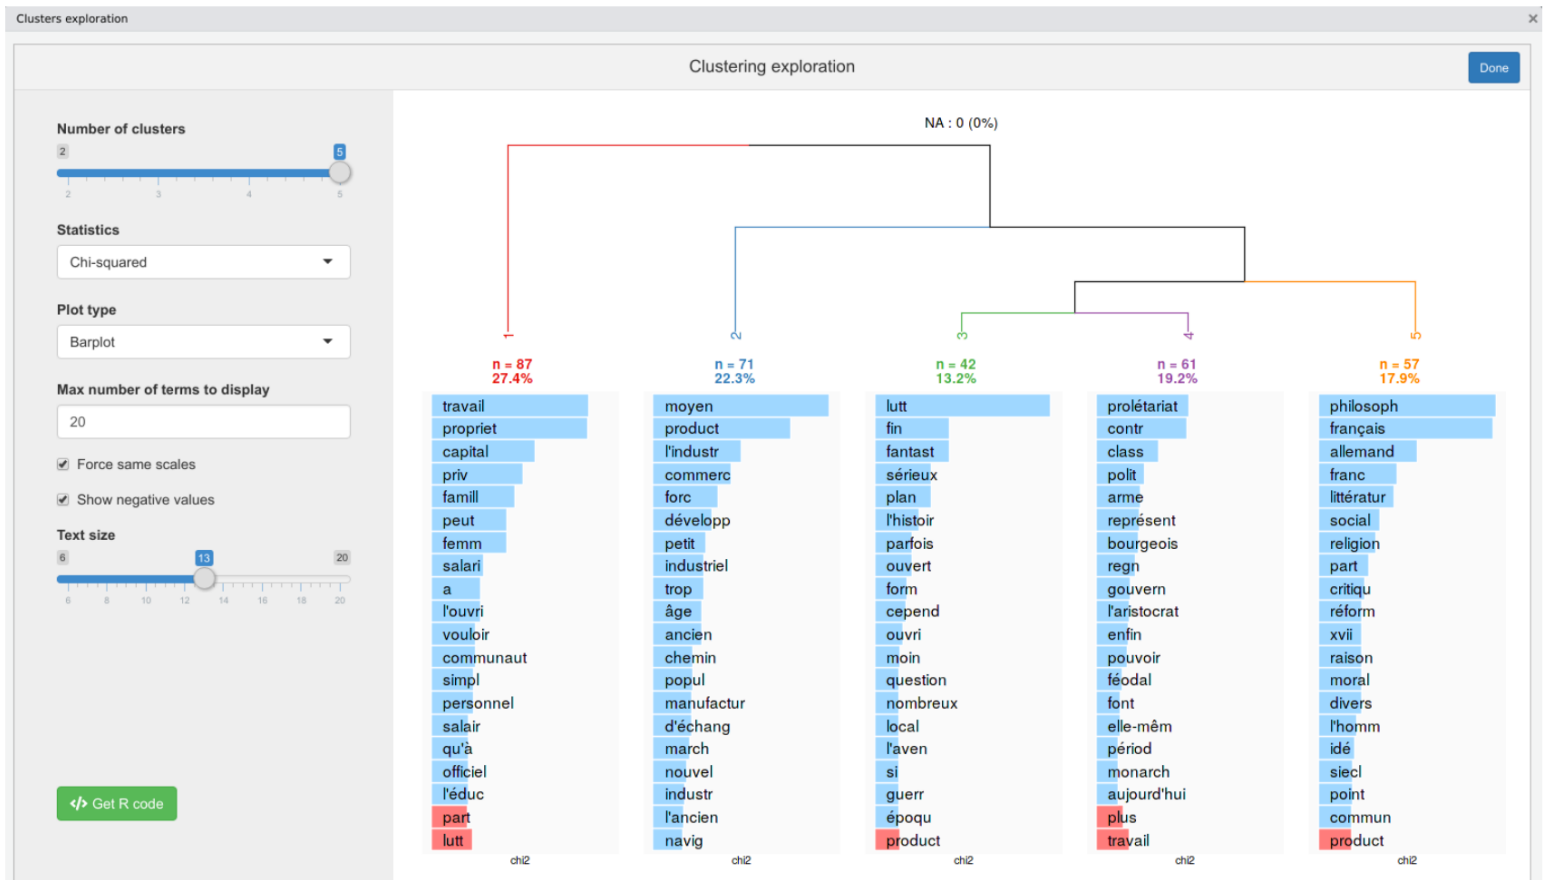 Clusters exploration
×
Clustering exploration
Done
Number of clusters
2
5
2 3 4 5
Statistics
Chi-squared
Plot type
Barplot
Max number of terms to display
20
Force same scales
Show negative values
Text size
6 13 20
6 8 10 12 14 16 18 20
</> Get R code
NA : 0 (0%)
1
2
3
4
5
n = 87
27.4%
n = 71
22.3%
n = 42
13.2%
n = 61
19.2%
n = 57
17.9%
travail
propriet
capital
priv
famill
peut
femm
salari
a
l'ouvri
vouloir
communaut
simpl
personnel
salair
qu'à
officiel
l'éduc
part
lutt
chi2
moyen
product
l'industr
commerc
forc
développ
petit
industriel
trop
âge
ancien
chemin
popul
manufactur
d'échang
march
nouvel
industr
l'ancien
navig
chi2
lutt
fin
fantast
sérieux
plan
l'histoir
parfois
ouvert
form
cepend
ouvri
moin
question
nombreux
local
l'aven
si
guerr
époqu
product
chi2
prolétariat
contr
class
polit
arme
représent
bourgeois
regn
gouvern
l'aristocrat
enfin
pouvoir
féodal
font
elle-mêm
périod
monarch
aujourd'hui
plus
travail
chi2
philosoph
français
allemand
franc
littératur
social
religion
part
critiqu
réform
xvii
raison
moral
divers
l'homm
idé
siecl
point
commun
product
chi2